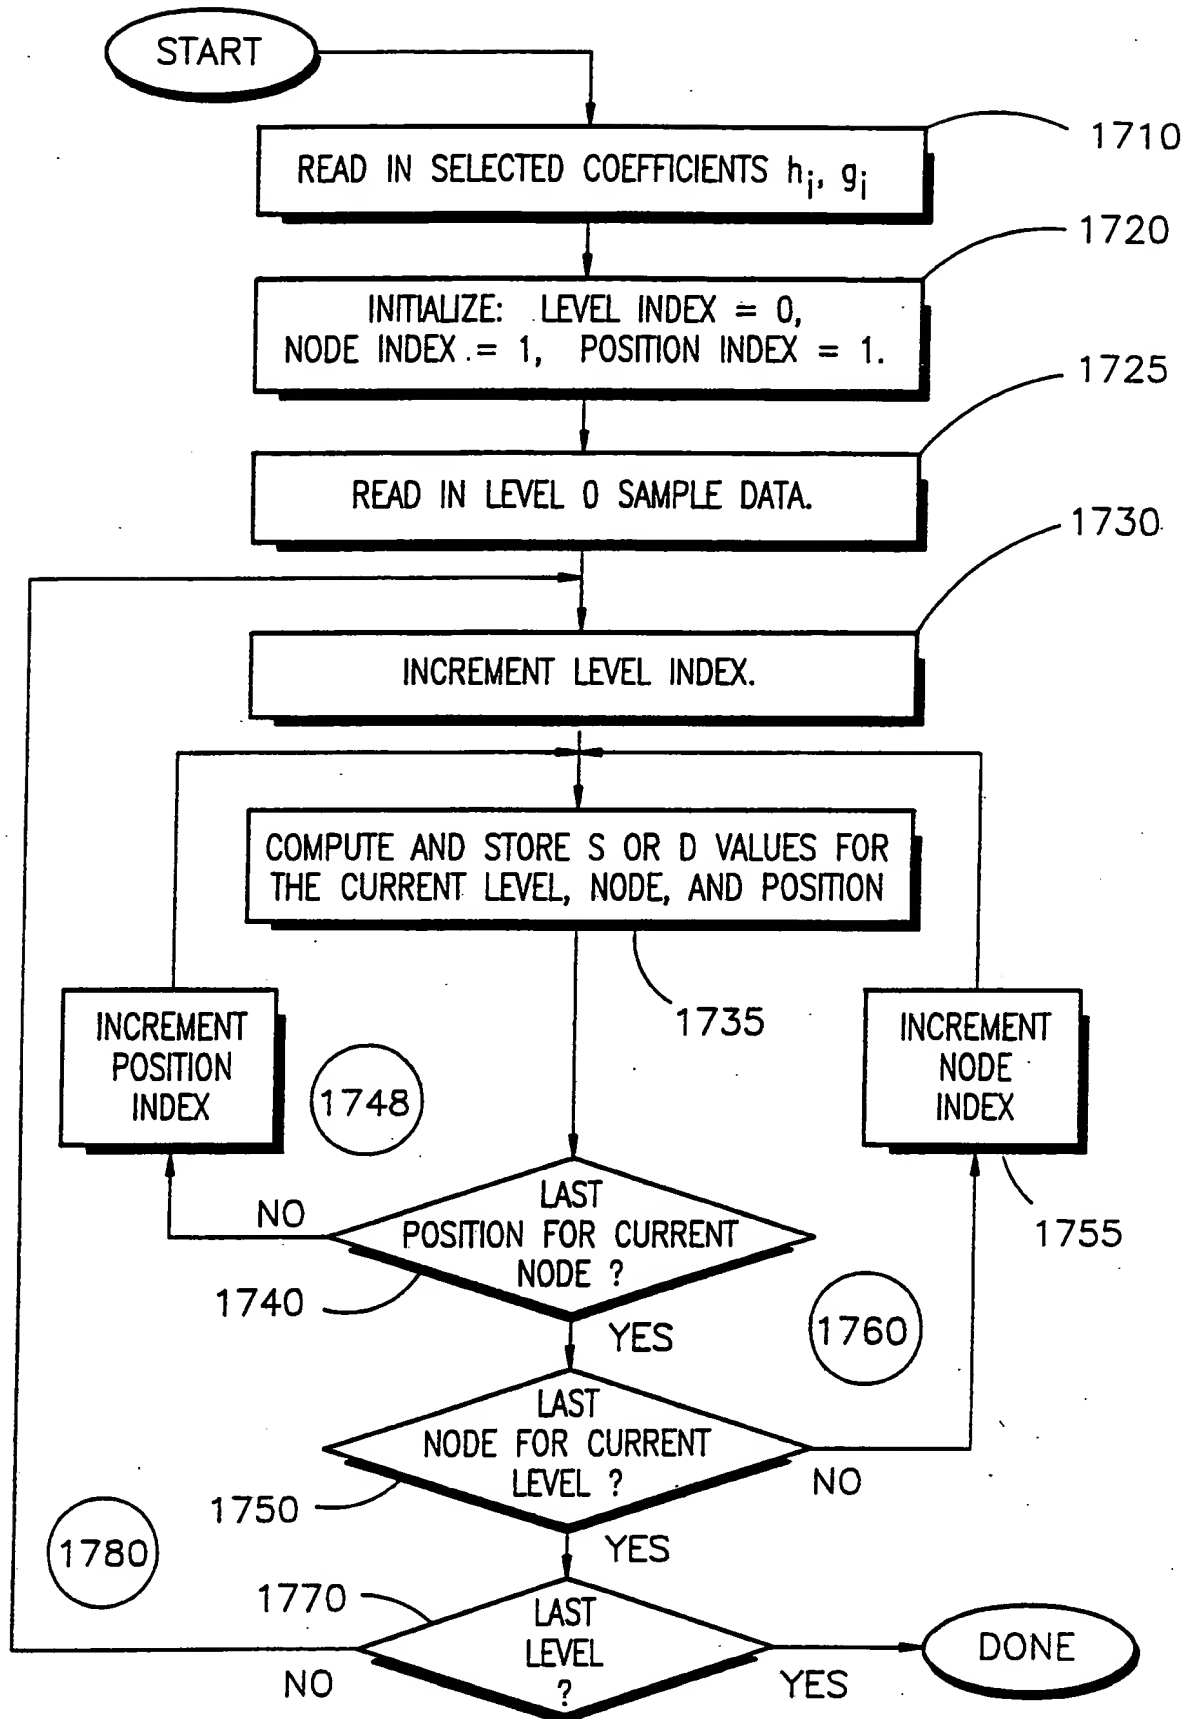 START
1710
READ IN SELECTED COEFFICIENTS hi, gi
1720
INITIALIZE: LEVEL INDEX = 0,
NODE INDEX = 1, POSITION INDEX = 1.
1725
READ IN LEVEL 0 SAMPLE DATA.
1730
INCREMENT LEVEL INDEX.
COMPUTE AND STORE S OR D VALUES FOR
THE CURRENT LEVEL, NODE, AND POSITION
1735
INCREMENT
POSITION
INDEX
1748
INCREMENT
NODE
INDEX
1755
LAST
POSITION FOR CURRENT
NODE ?
NO
1740
YES
1760
LAST
NODE FOR CURRENT
LEVEL ?
NO
1750
YES
1780
1770
LAST
LEVEL
?
NO
YES
DONE